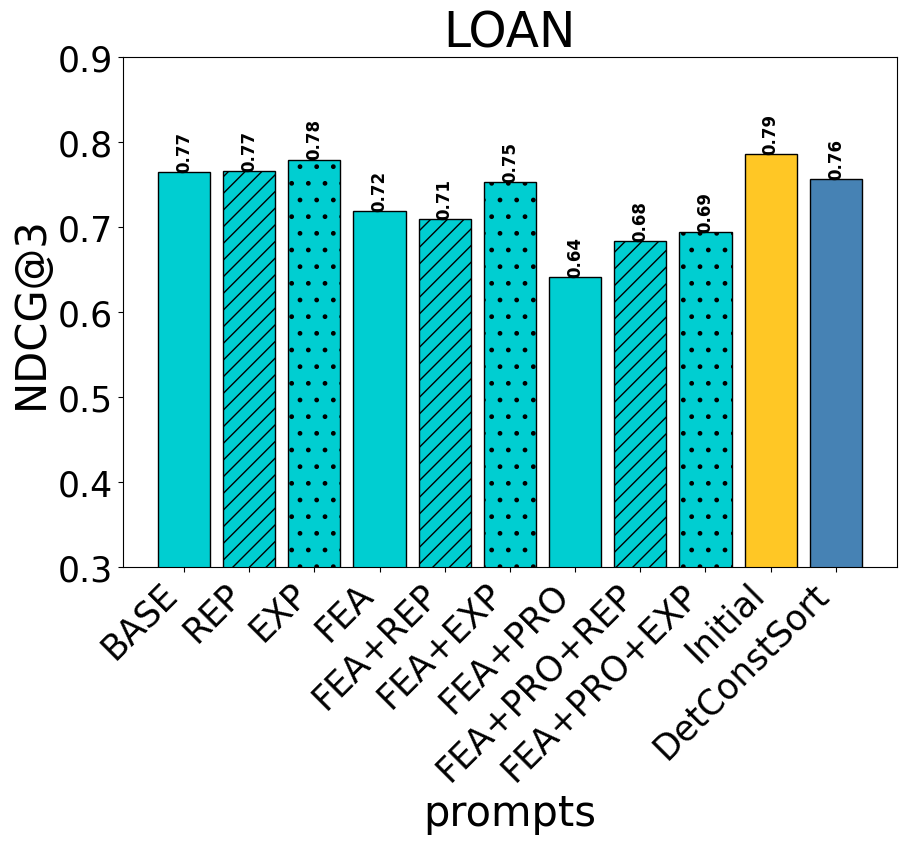 LOAN
NDCG@3
0.9
0.8
0.7
0.6
0.5
0.4
0.3
0.77
0.77
0.78
0.72
0.71
0.75
0.64
0.68
0.69
0.79
0.76
BASE
REP
EXP
FEA
FEA+REP
FEA+EXP
FEA+PRO
FEA+PRO+REP
FEA+PRO+EXP
Initial
DetConstSort
prompts